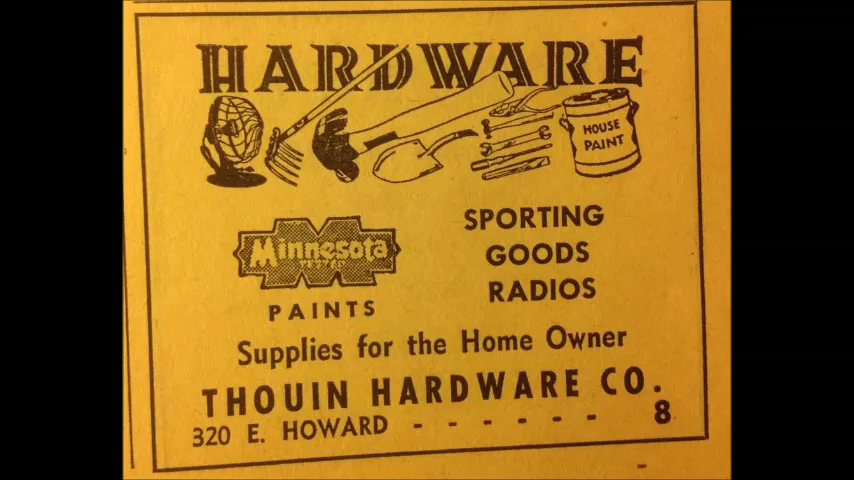 HARDWARE
HOUSE
PAINT
Minnesota
TESTED
PAINTS
SPORTING
GOODS
RADIOS
Supplies for the Home Owner
THOUIN HARDWARE CO.
320 E. HOWARD - - - - - - 8